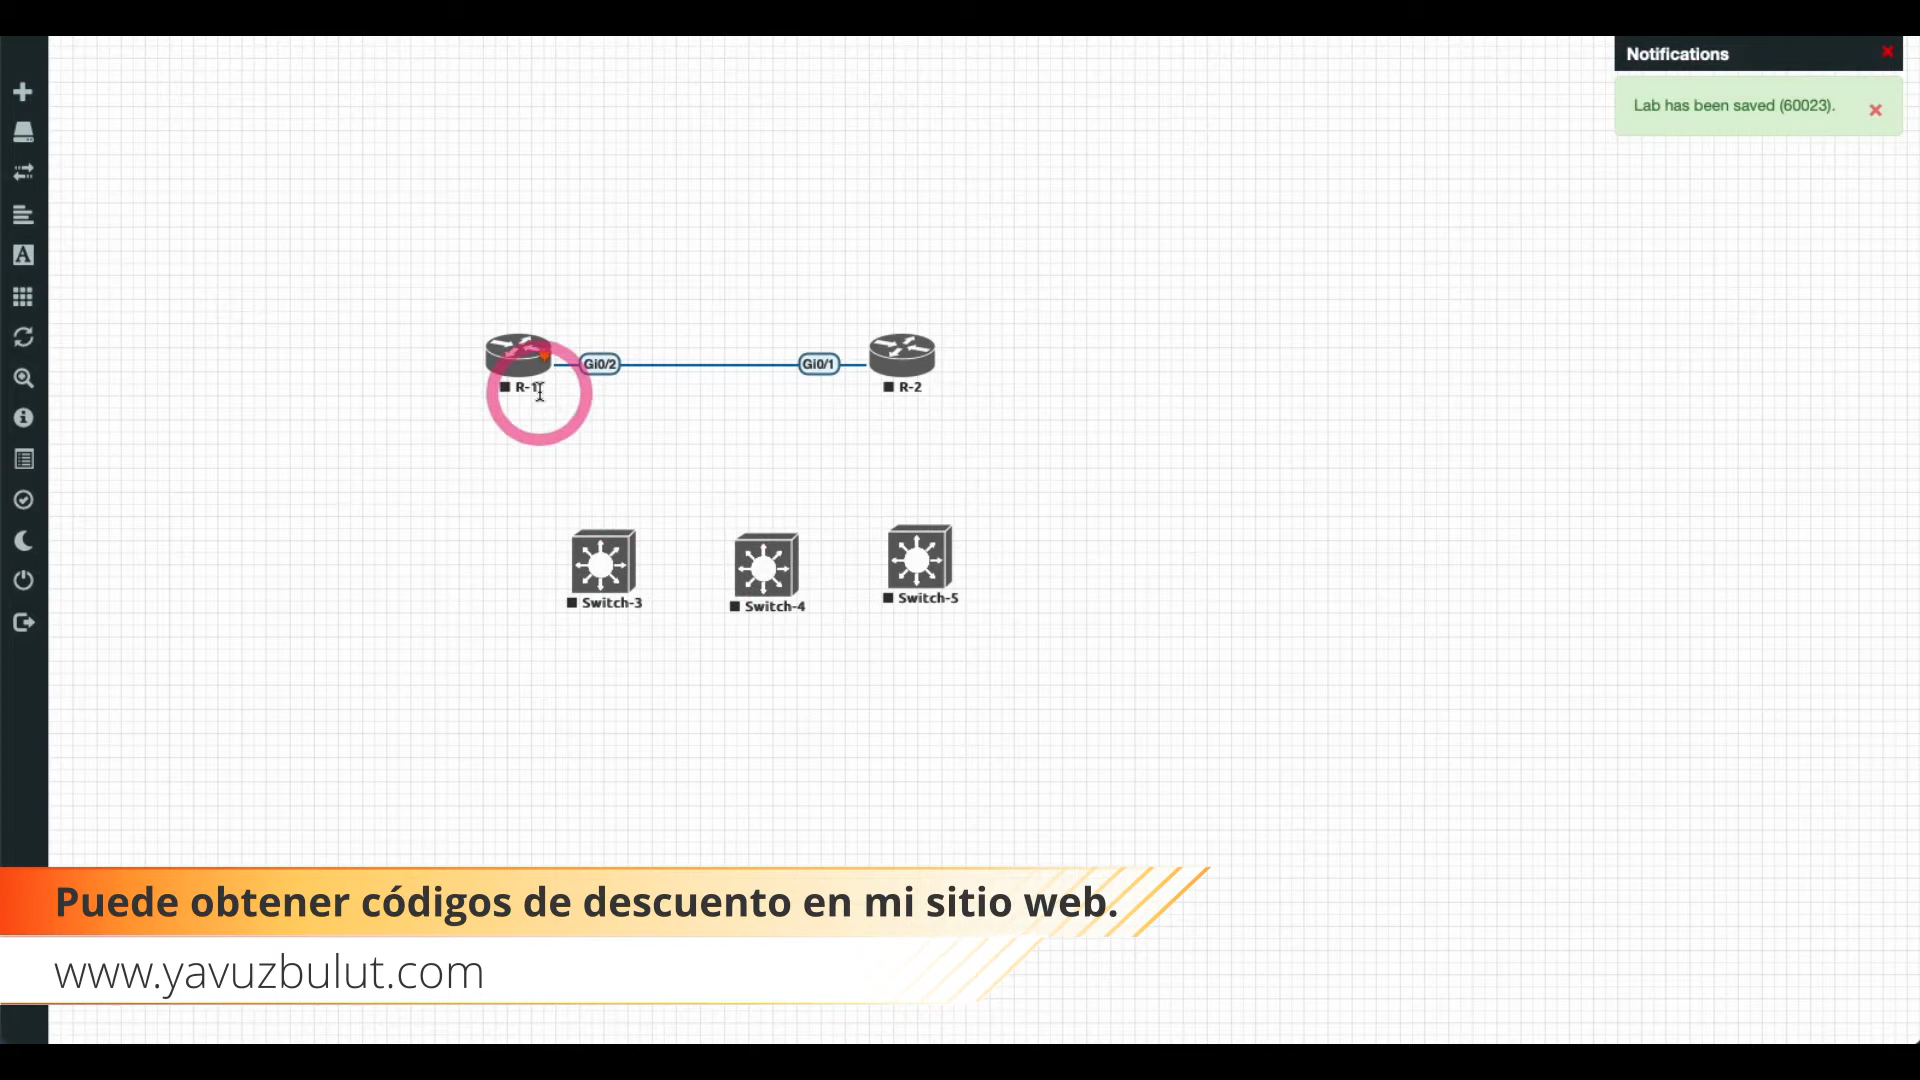 Notifications
Lab has been saved (60023).
Gi0/2
Gi0/1
R-1
R-2
Switch-3
Switch-4
Switch-5
Puede obtener códigos de descuento en mi sitio web.
www.yavuzbulut.com